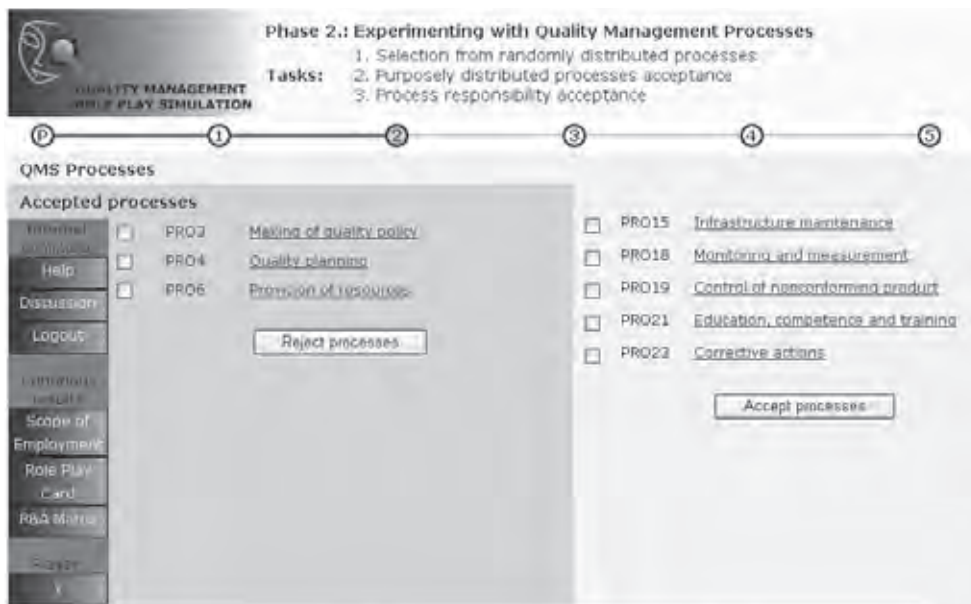 Phase 2.: Experimenting with Quality Management Processes
Tasks:
1. Selection from randomly distributed processes
2. Purposely distributed processes acceptance
3. Process responsibility acceptance
QUALITY MANAGEMENT
ROLE PLAY SIMULATION
P 1 2 3 4 5
QMS Processes
Accepted processes
Help
Discussion
Logout
Scope of
Employment
Role Play
Card
R&A Matrix
PRO3 Making of quality policy
PRO4 Quality planning
PRO6 Provision of resources
Reject processes
PRO15 Infrastructure maintenance
PRO18 Monitoring and measurement
PRO19 Control of nonconforming product
PRO21 Education, competence and training
PRO23 Corrective actions
Accept processes